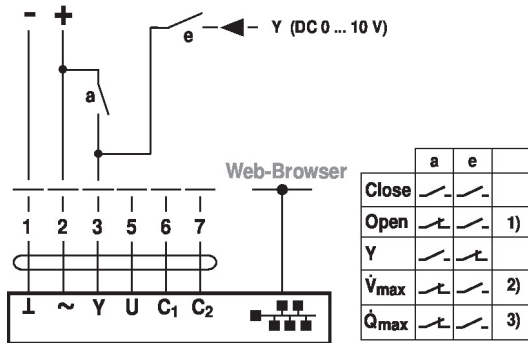 - +
e
Y (DC 0 ... 10 V)
a
Web-Browser
1 2 3 5 6 7
⊥ ~ Y U C1 C2
a e
Close
Open 1)
Y
V̇max 2)
Q̇max 3)